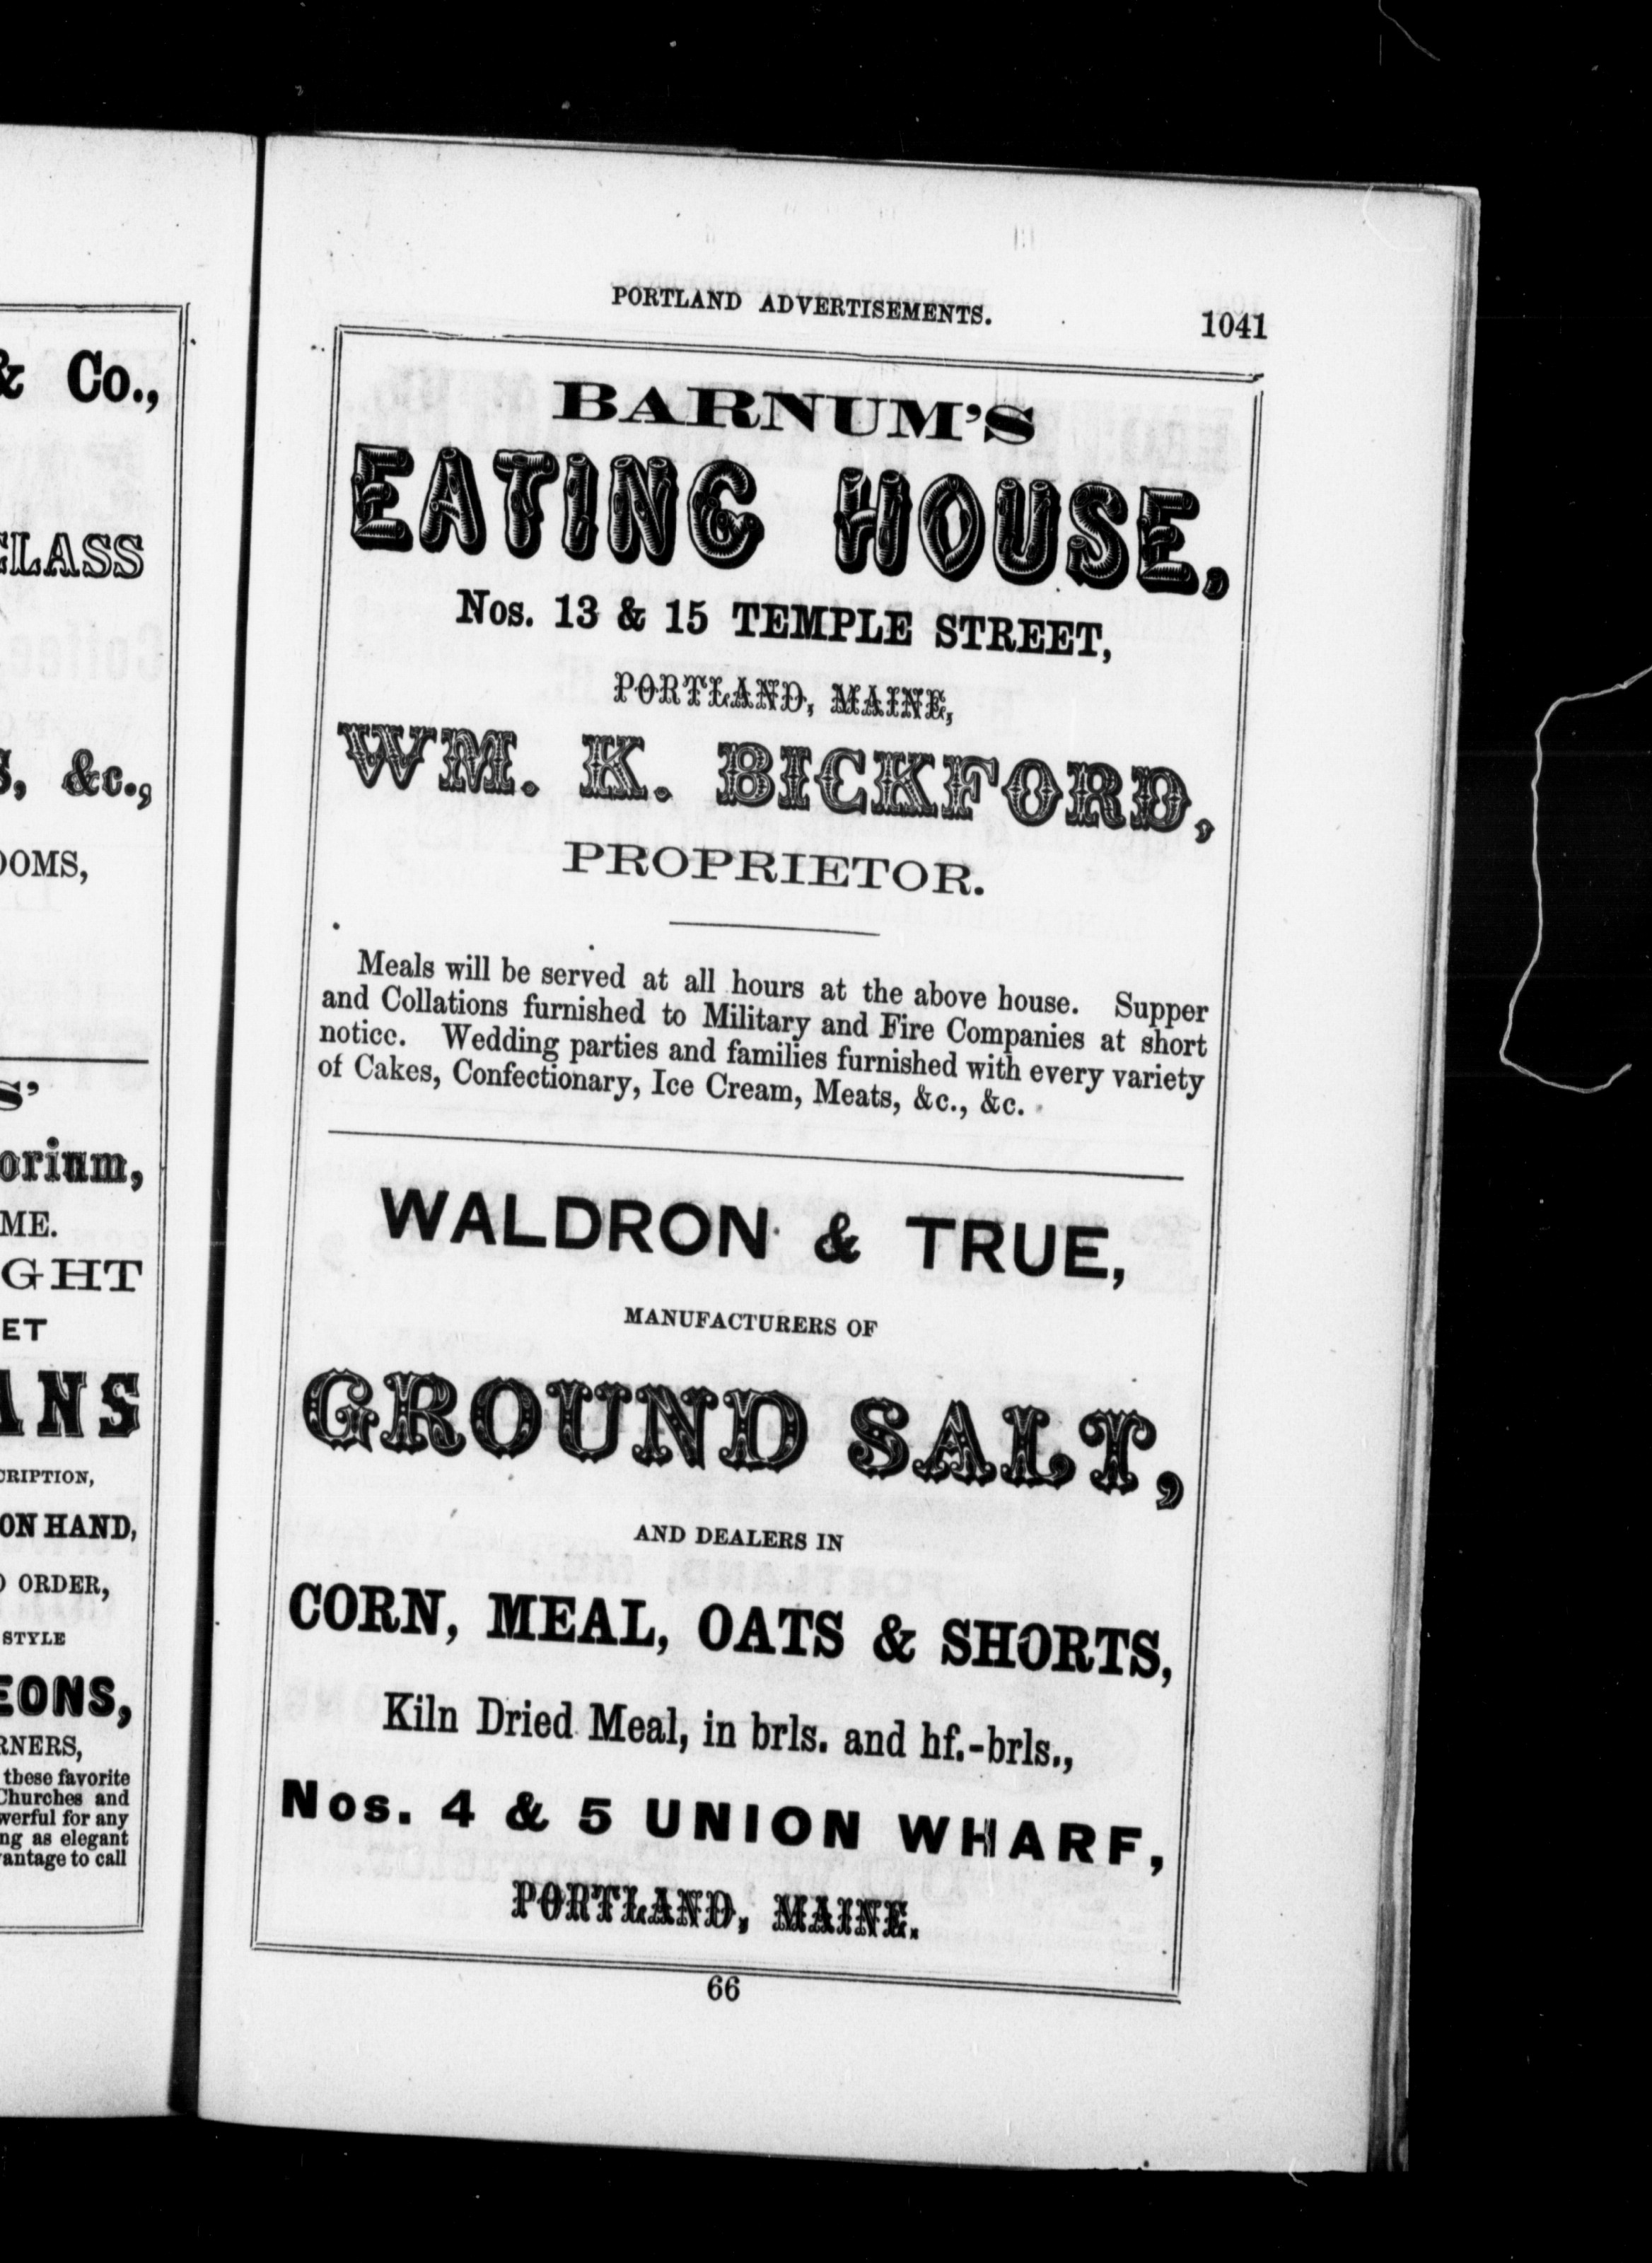 & Co.,
CLASS
S, &c.,
OOMS,
S'
orium,
ME.
GHT
ET
ANS
CRIPTION,
ON HAND,
O ORDER,
STYLE
EONS,
RNERS,
these favorite
Churches and
werful for any
ng as elegant
vantage to call
PORTLAND ADVERTISEMENTS. 1041
BARNUM'S
EATING HOUSE,
Nos. 13 & 15 TEMPLE STREET,
PORTLAND, MAINE,
WM. K. BICKFORD,
PROPRIETOR.
Meals will be served at all hours at the above house. Supper
and Collations furnished to Military and Fire Companies at short
notice. Wedding parties and families furnished with every variety
of Cakes, Confectionary, Ice Cream, Meats, &c., &c.
WALDRON & TRUE,
MANUFACTURERS OF
GROUND SALT,
AND DEALERS IN
CORN, MEAL, OATS & SHORTS,
Kiln Dried Meal, in brls. and hf.-brls.,
Nos. 4 & 5 UNION WHARF,
PORTLAND, MAINE.
66